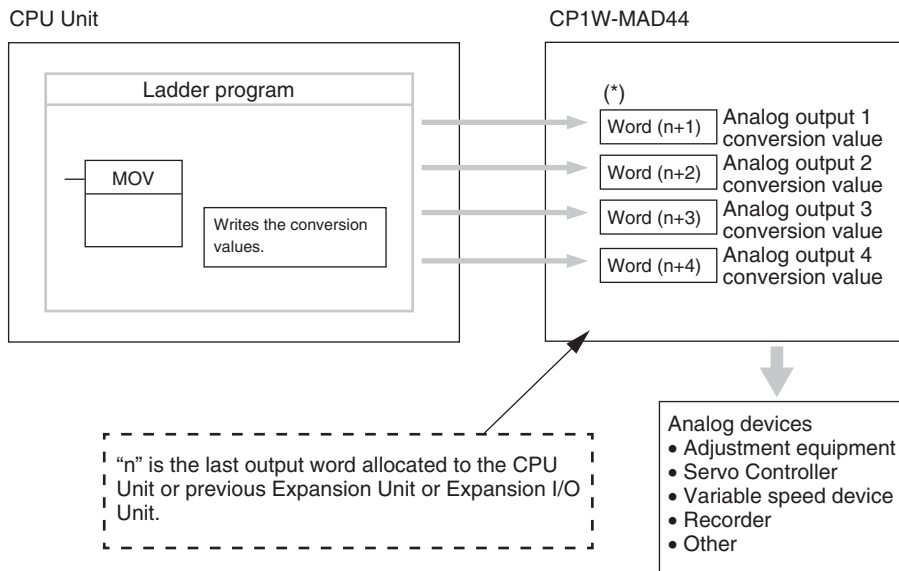 CPU Unit
CP1W-MAD44
Ladder program
MOV
Writes the conversion
values.
(*)
Word (n+1)
Analog output 1
conversion value
Word (n+2)
Analog output 2
conversion value
Word (n+3)
Analog output 3
conversion value
Word (n+4)
Analog output 4
conversion value
“n” is the last output word allocated to the CPU
Unit or previous Expansion Unit or Expansion I/O
Unit.
Analog devices
• Adjustment equipment
• Servo Controller
• Variable speed device
• Recorder
• Other